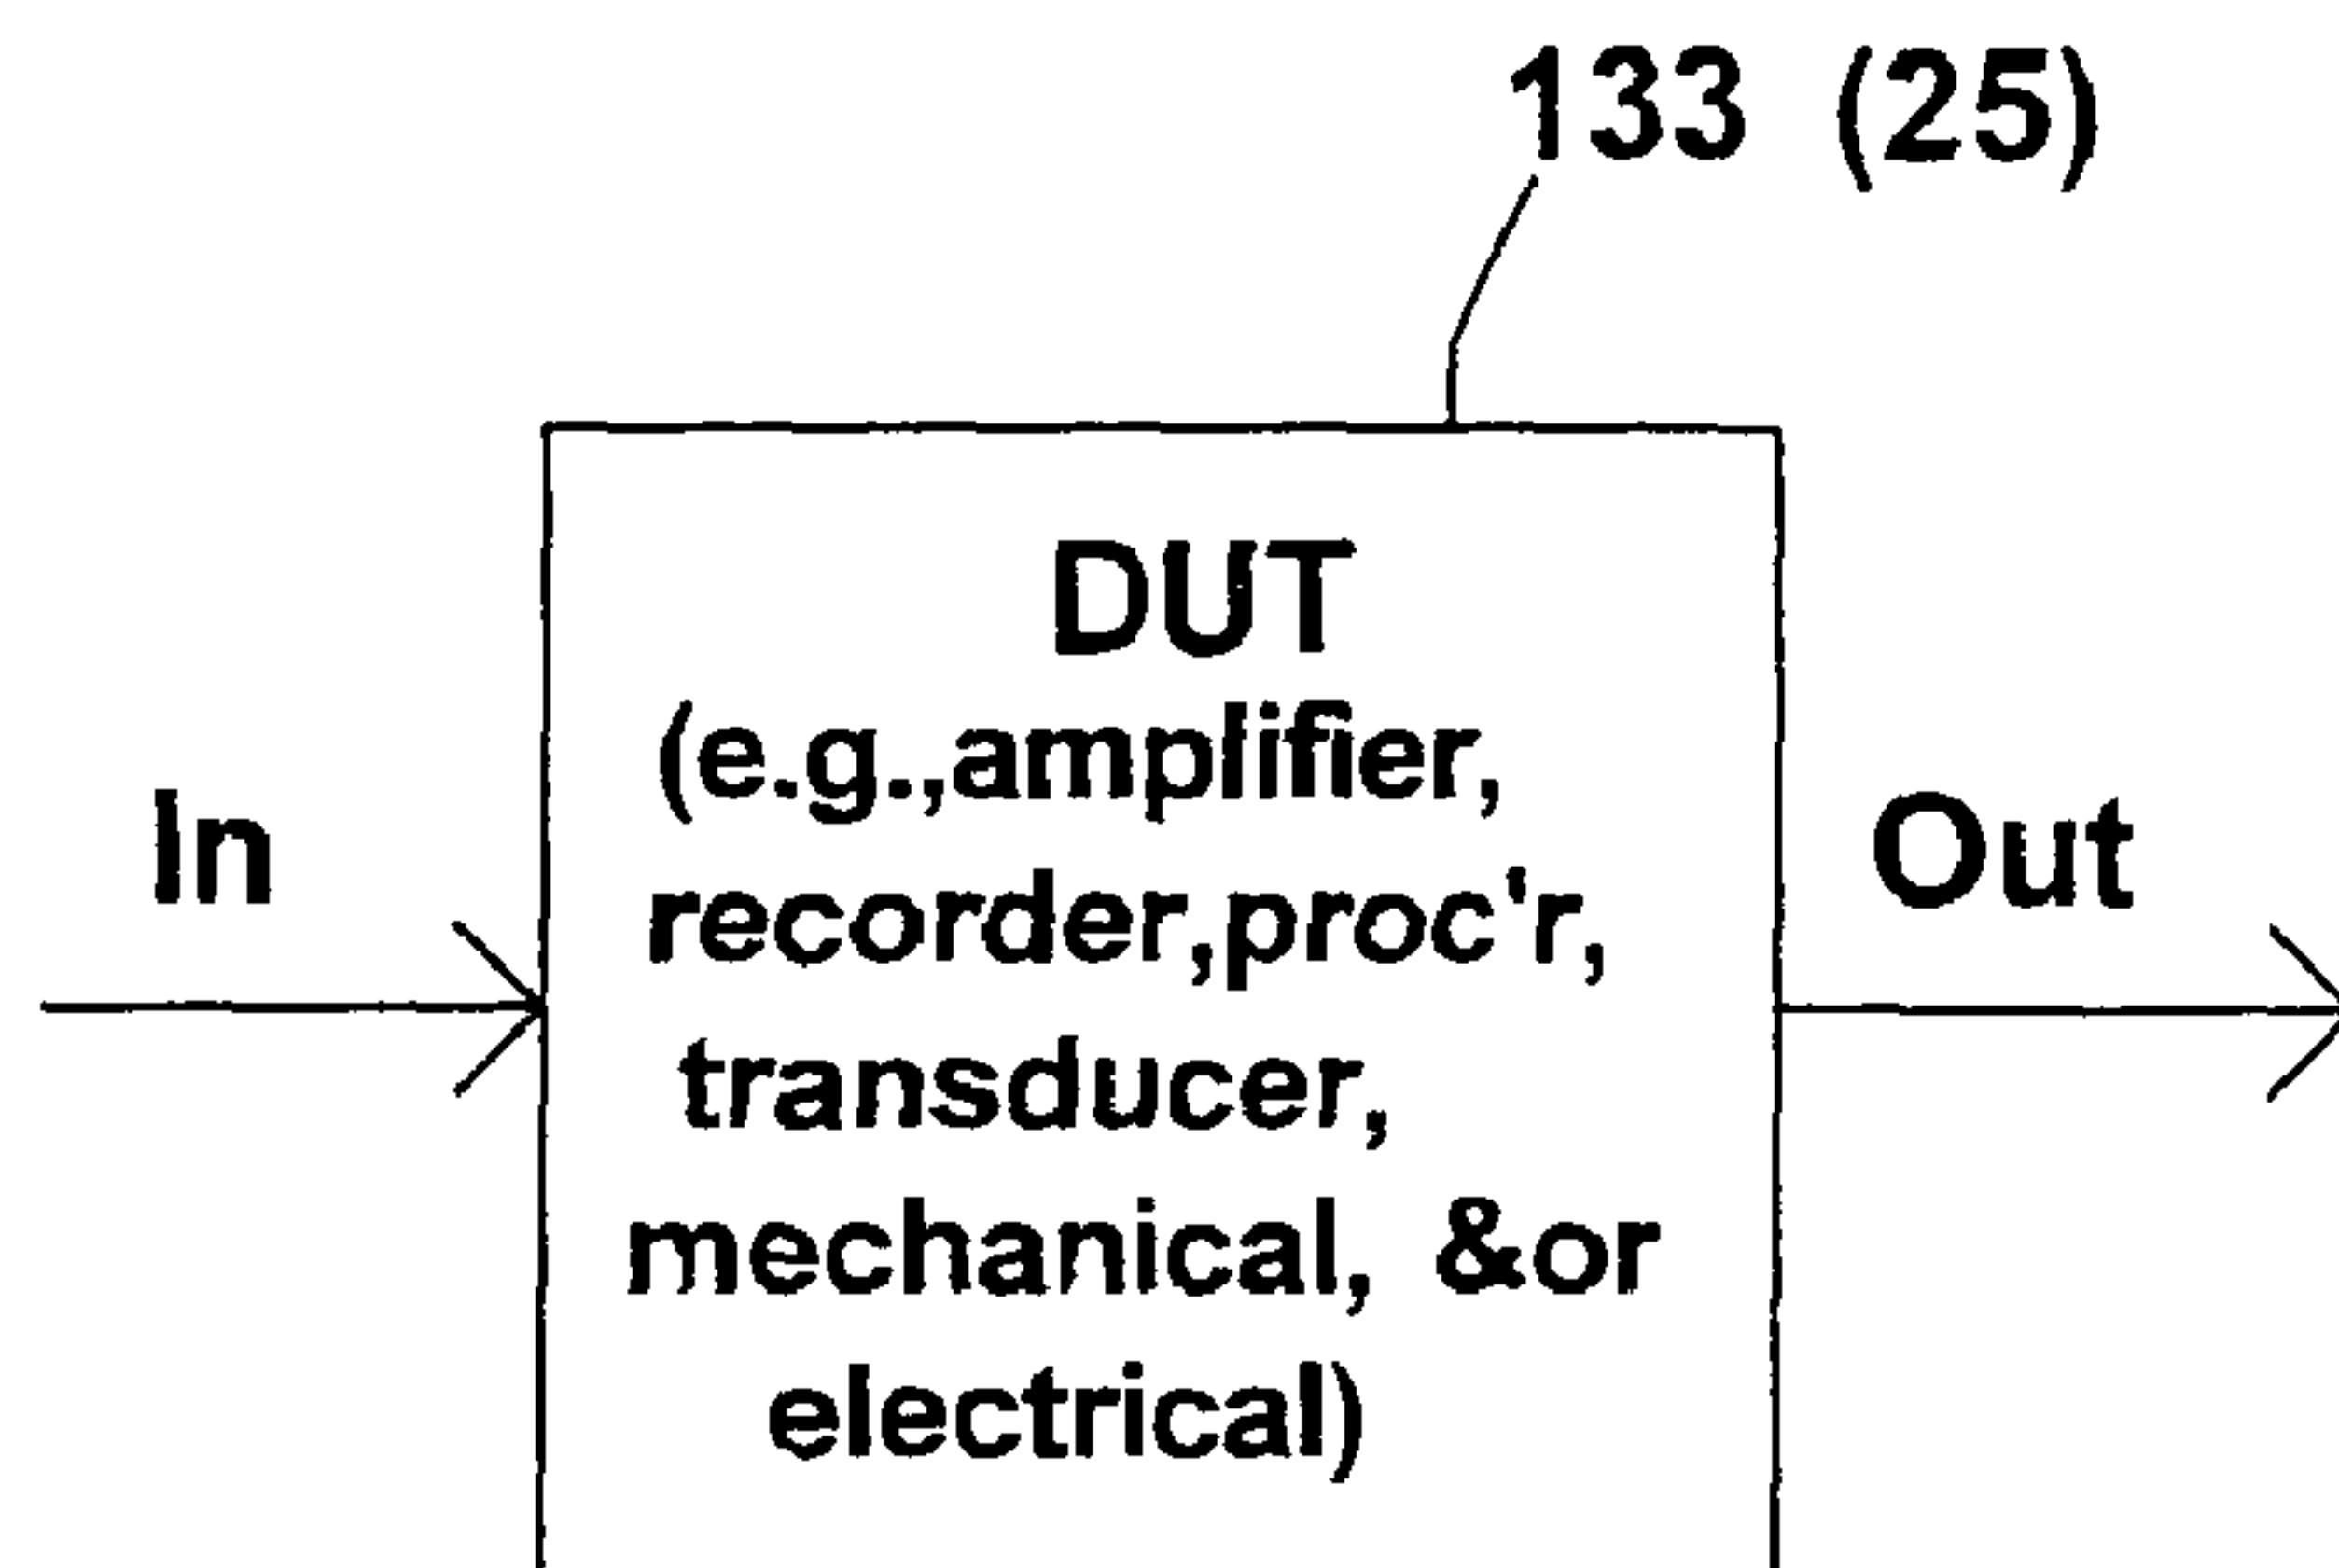 133 (25)
DUT
(e.g.,amplifier,
In
Out
recorder,proc'r,
transducer,
mechanical, &or
electrical)